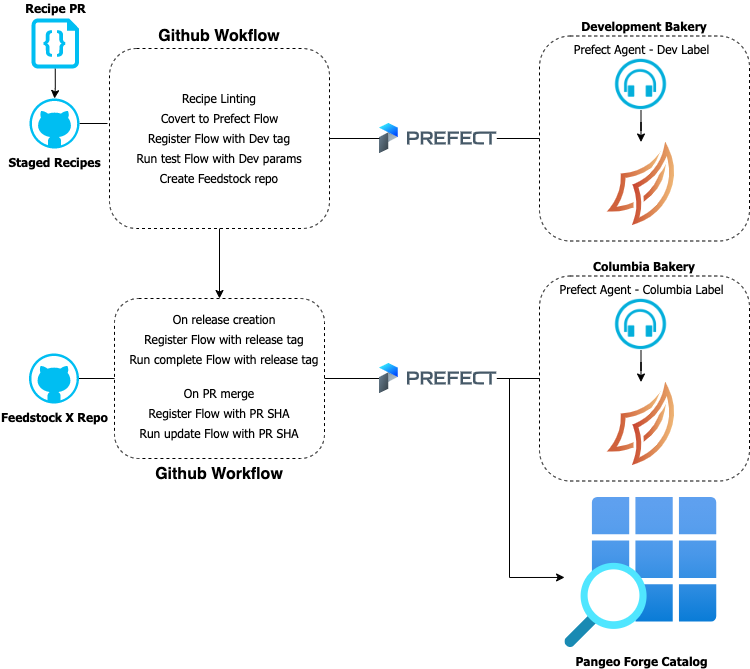 Recipe PR
Github Wokflow
Development Bakery
Prefect Agent - Dev Label
Recipe Linting
Covert to Prefect Flow
Register Flow with Dev tag
Run test Flow with Dev params
Create Feedstock repo
PREFECT
Staged Recipes
Columbia Bakery
Prefect Agent - Columbia Label
On release creation
Register Flow with release tag
Run complete Flow with release tag
On PR merge
Register Flow with PR SHA
Run update Flow with PR SHA
PREFECT
Feedstock X Repo
Github Workflow
Pangeo Forge Catalog